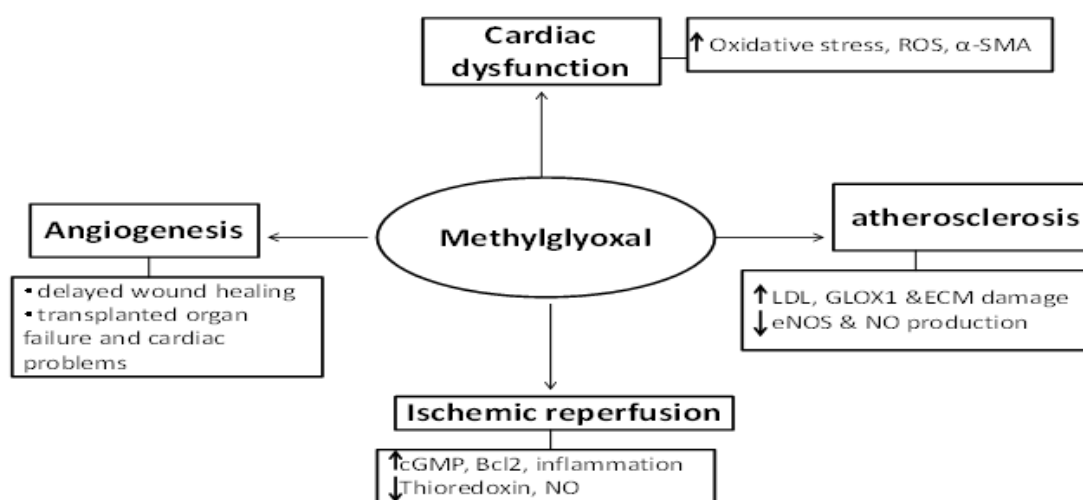 Cardiac
dysfunction
↑ Oxidative stress, ROS, α-SMA
Angiogenesis
▪ delayed wound healing
▪ transplanted organ
failure and cardiac
problems
Methylglyoxal
atherosclerosis
↑ LDL, GLOX1 &ECM damage
↓ eNOS & NO production
Ischemic reperfusion
↑cGMP, Bcl2, inflammation
↓Thioredoxin, NO